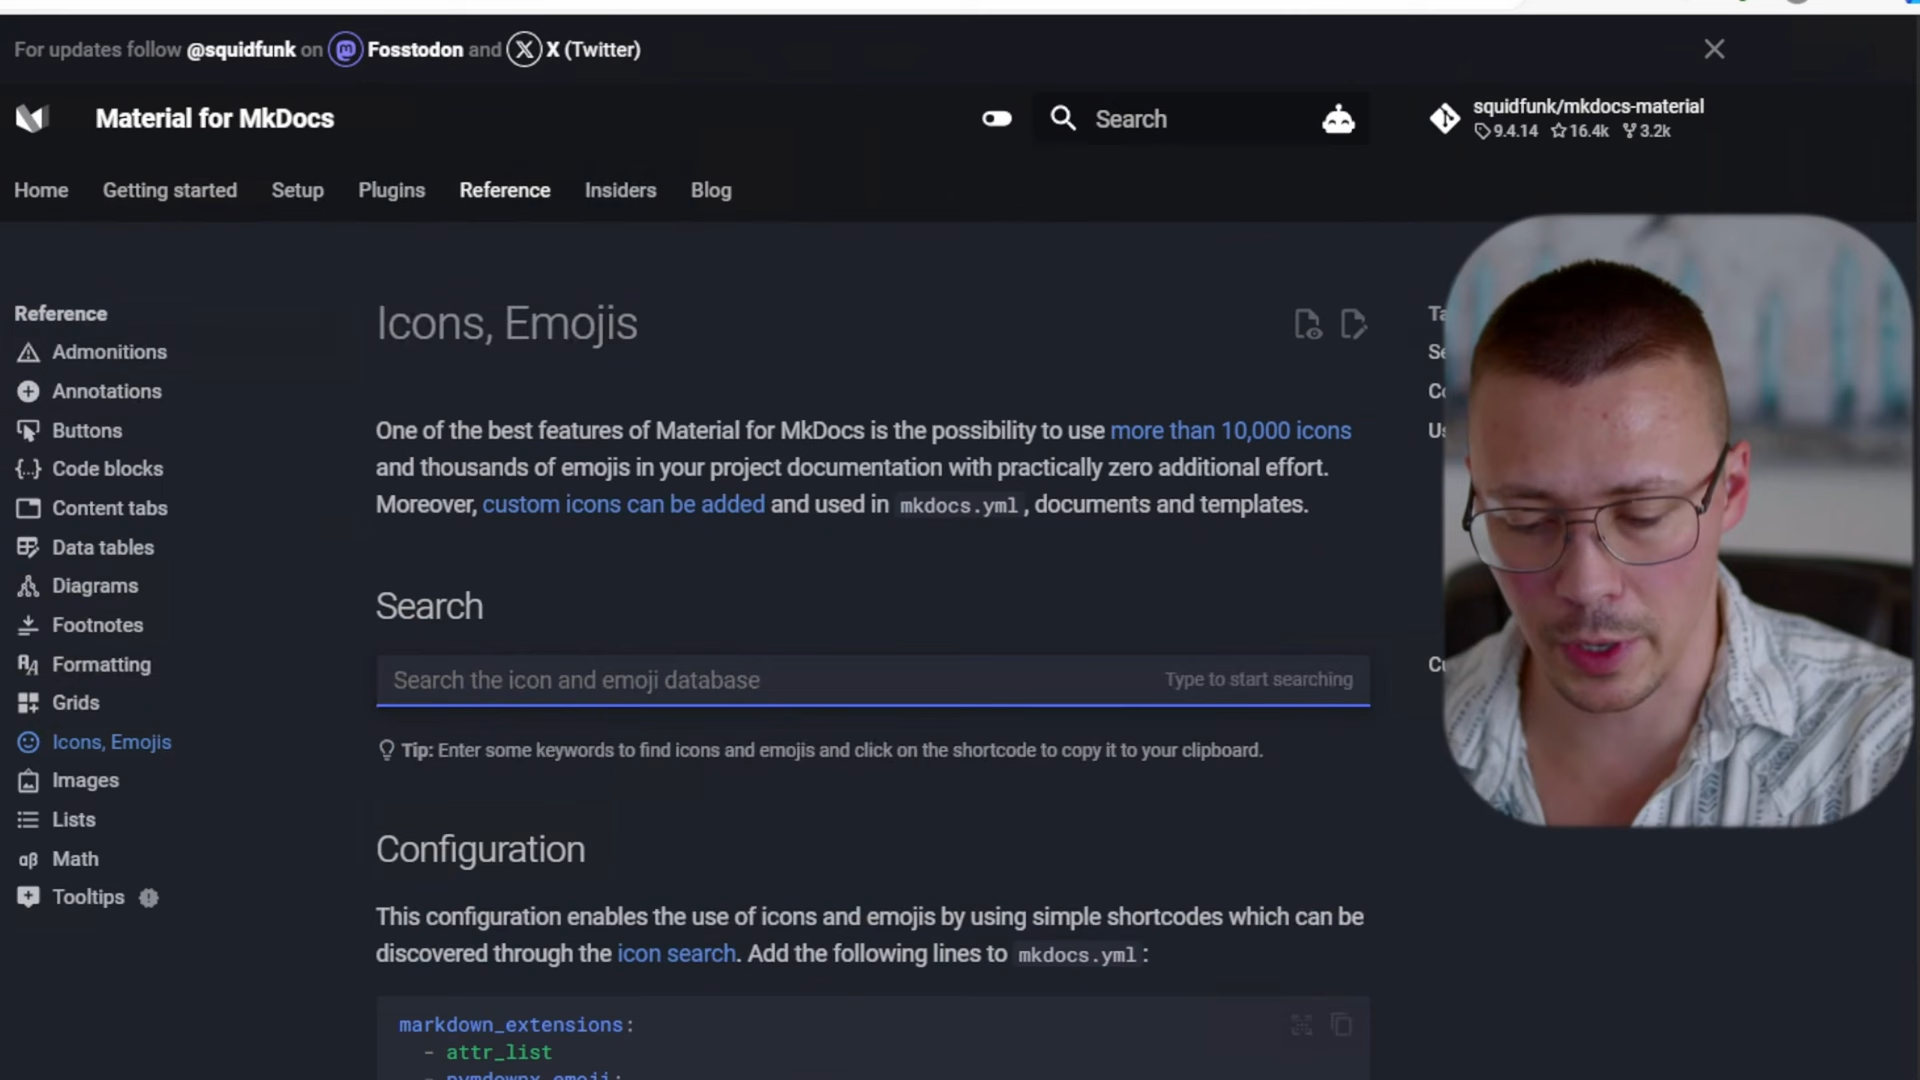 For updates follow @squidfunk on Fosstodon and X (Twitter)
Material for MkDocs
Search
squidfunk/mkdocs-material
9.4.14 16.4k 3.2k
Home Getting started Setup Plugins Reference Insiders Blog
Reference
Admonitions
Annotations
Buttons
Code blocks
Content tabs
Data tables
Diagrams
Footnotes
Formatting
Grids
Icons, Emojis
Images
Lists
Math
Tooltips
Icons, Emojis
One of the best features of Material for MkDocs is the possibility to use more than 10,000 icons
and thousands of emojis in your project documentation with practically zero additional effort.
Moreover, custom icons can be added and used in mkdocs.yml, documents and templates.
Search
Search the icon and emoji database Type to start searching
Tip: Enter some keywords to find icons and emojis and click on the shortcode to copy it to your clipboard.
Configuration
This configuration enables the use of icons and emojis by using simple shortcodes which can be
discovered through the icon search. Add the following lines to mkdocs.yml:
markdown_extensions:
- attr_list
- pymdownx.emoji: